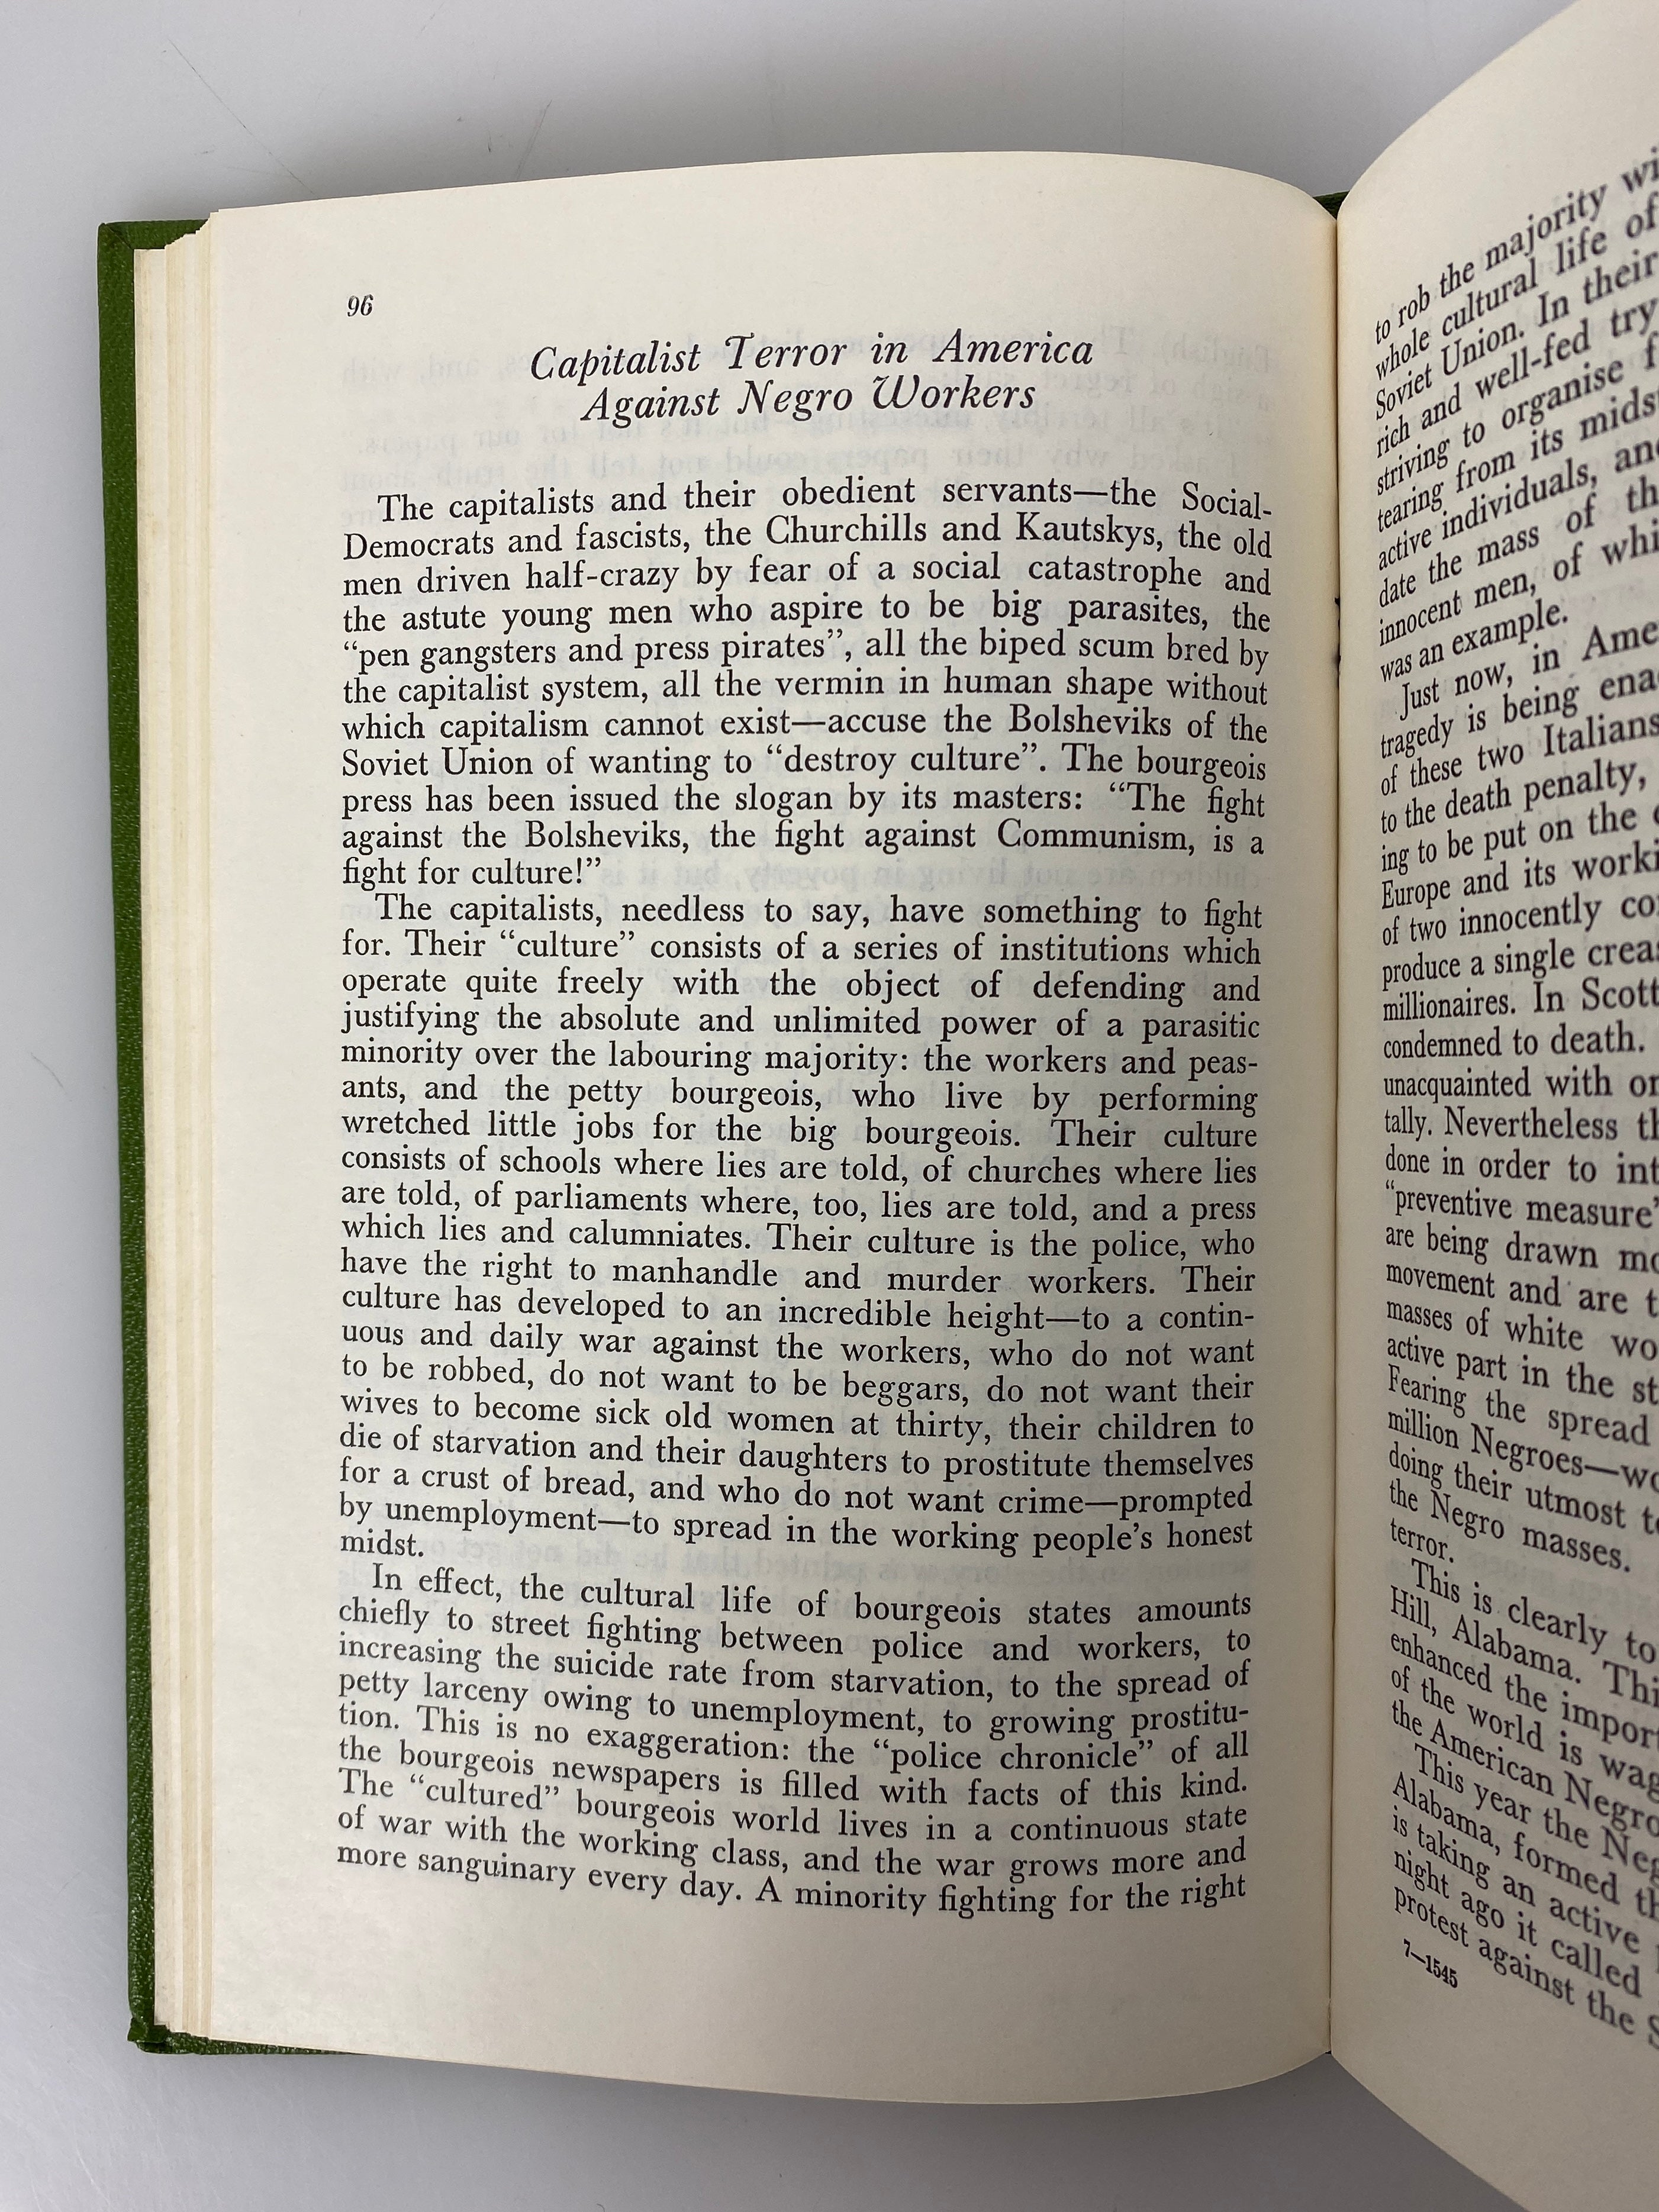 96
Capitalist Terror in America
Against Negro Workers
The capitalists and their obedient servants—the Social-
Democrats and fascists, the Churchills and Kautskys, the old
men driven half-crazy by fear of a social catastrophe and
the astute young men who aspire to be big parasites, the
“pen gangsters and press pirates”, all the biped scum bred by
the capitalist system, all the vermin in human shape without
which capitalism cannot exist—accuse the Bolsheviks of the
Soviet Union of wanting to “destroy culture”. The bourgeois
press has been issued the slogan by its masters: “The fight
against the Bolsheviks, the fight against Communism, is a
fight for culture!”
The capitalists, needless to say, have something to fight
for. Their “culture” consists of a series of institutions which
operate quite freely with the object of defending and
justifying the absolute and unlimited power of a parasitic
minority over the labouring majority: the workers and peas-
ants, and the petty bourgeois, who live by performing
wretched little jobs for the big bourgeois. Their culture
consists of schools where lies are told, of churches where lies
are told, of parliaments where, too, lies are told, and a press
which lies and calumniates. Their culture is the police, who
have the right to manhandle and murder workers. Their
culture has developed to an incredible height—to a contin-
uous and daily war against the workers, who do not want
to be robbed, do not want to be beggars, do not want their
wives to become sick old women at thirty, their children to
die of starvation and their daughters to prostitute themselves
for a crust of bread, and who do not want crime—prompted
by unemployment—to spread in the working people’s honest
midst.
In effect, the cultural life of bourgeois states amounts
chiefly to street fighting between police and workers, to
increasing the suicide rate from starvation, to the spread of
petty larceny owing to unemployment, to growing prostitu-
tion. This is no exaggeration: the “police chronicle” of all
the bourgeois newspapers is filled with facts of this kind.
The “cultured” bourgeois world lives in a continuous state
of war with the working class, and the war grows more and
more sanguinary every day. A minority fighting for the right
to rob the majority
whole cultural life of
Soviet Union. In their
rich and well-fed try
striving to organise
tearing from its midst
active individuals, and
date the mass of
innocent men, of
was an example.
Just now, in
tragedy is being
of these two Italians
to the death penalty,
ing to be put on the
Europe and its
of two innocently
produce a single
millionaires. In
condemned to death.
unacquainted with
tally. Nevertheless
done in order to
“preventive measure”
are being drawn
movement and are
masses of white
active part in the
Fearing the spread
million Negroes—
doing their utmost
the Negro masses.
terror.
This is clearly to
Hill, Alabama.
enhanced the
of the world is
the American
This year the
Alabama, formed
is taking an active
night ago it called
protest against the
7—1545